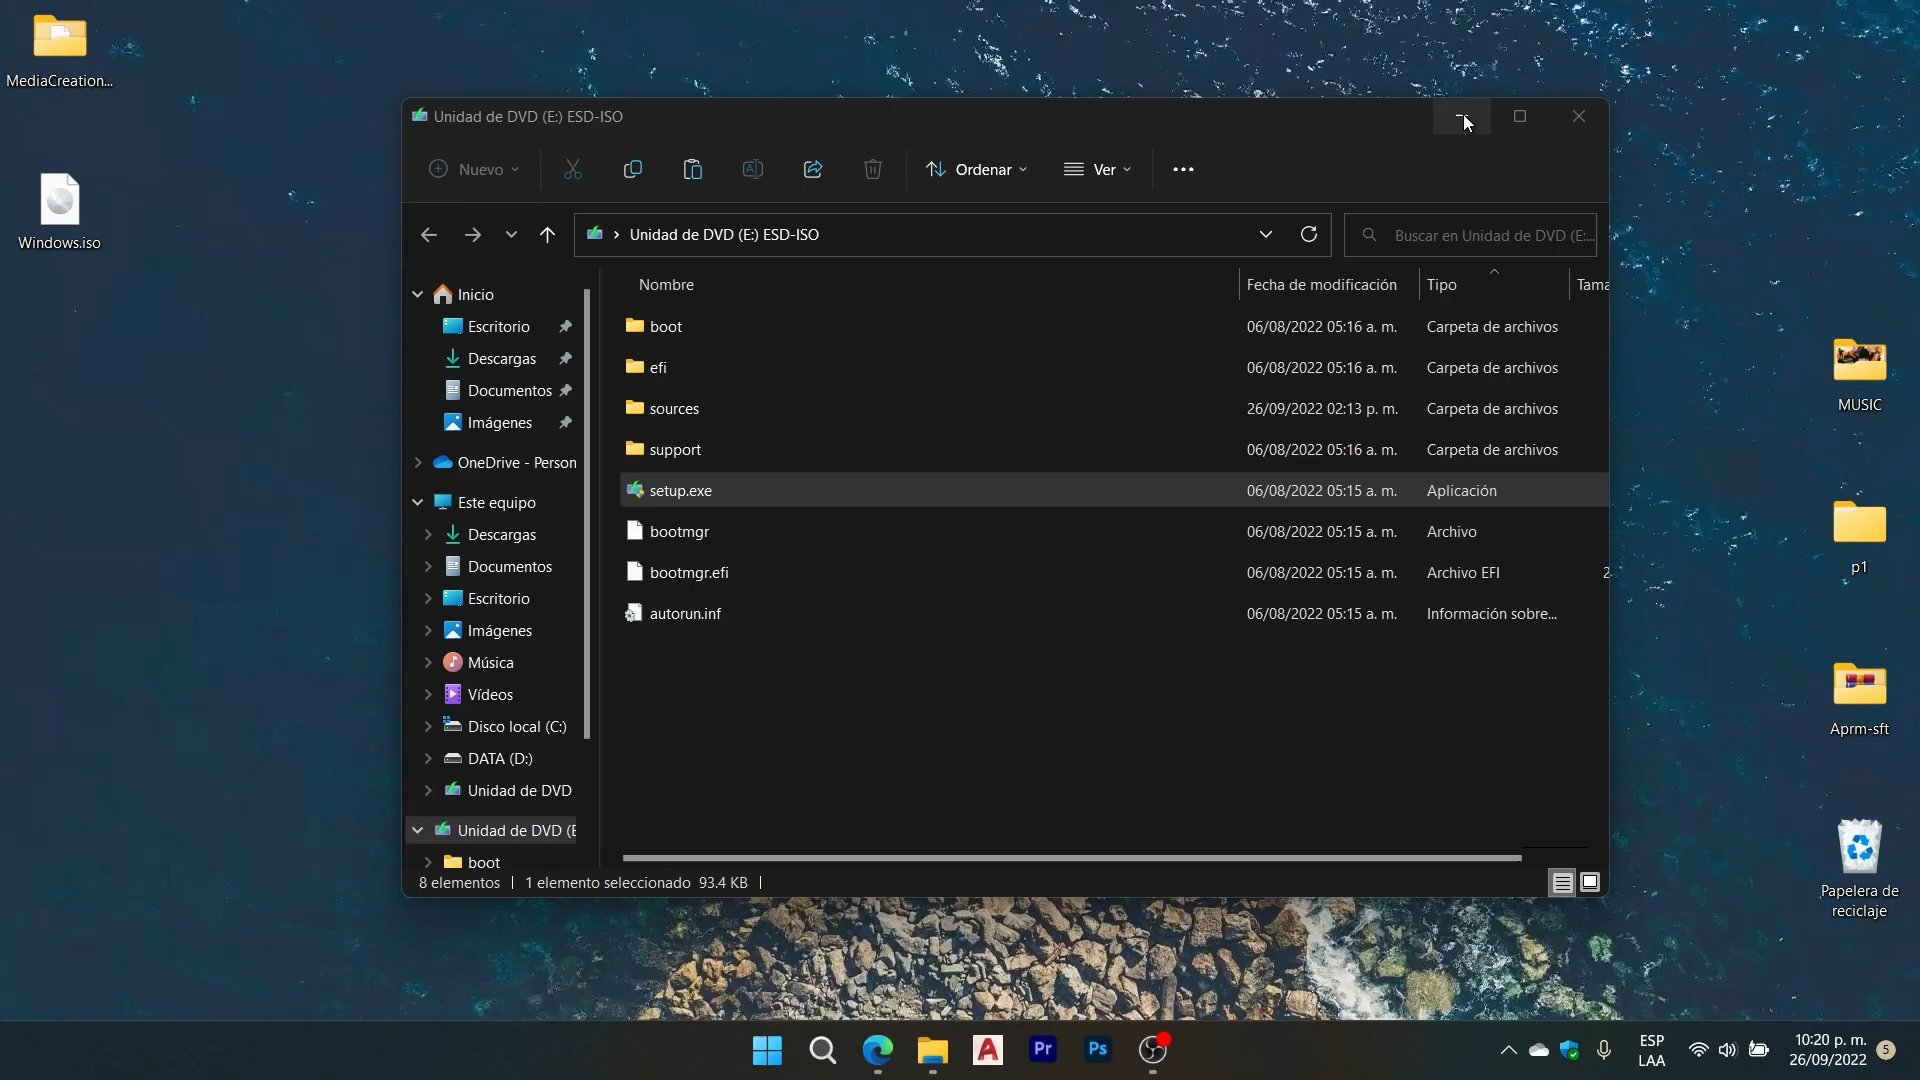 MediaCreation...
Windows.iso
Unidad de DVD (E:) ESD-ISO
Nuevo
Ordenar
Ver
Unidad de DVD (E:) ESD-ISO
Buscar en Unidad de DVD (E:...
Inicio
Escritorio
Descargas
Documentos
Imágenes
OneDrive - Person
Este equipo
Descargas
Documentos
Escritorio
Imágenes
Música
Vídeos
Disco local (C:)
DATA (D:)
Unidad de DVD
Unidad de DVD (E
boot
Nombre Fecha de modificación Tipo Tama
boot 06/08/2022 05:16 a. m. Carpeta de archivos
efi 06/08/2022 05:16 a. m. Carpeta de archivos
sources 26/09/2022 02:13 p. m. Carpeta de archivos
support 06/08/2022 05:16 a. m. Carpeta de archivos
setup.exe 06/08/2022 05:15 a. m. Aplicación
bootmgr 06/08/2022 05:15 a. m. Archivo
bootmgr.efi 06/08/2022 05:15 a. m. Archivo EFI 2
autorun.inf 06/08/2022 05:15 a. m. Información sobre...
8 elementos 1 elemento seleccionado 93.4 KB
MUSIC
p1
Aprm-sft
Papelera de
reciclaje
A
Pr
Ps
ESP
LAA
10:20 p. m.
26/09/2022
5